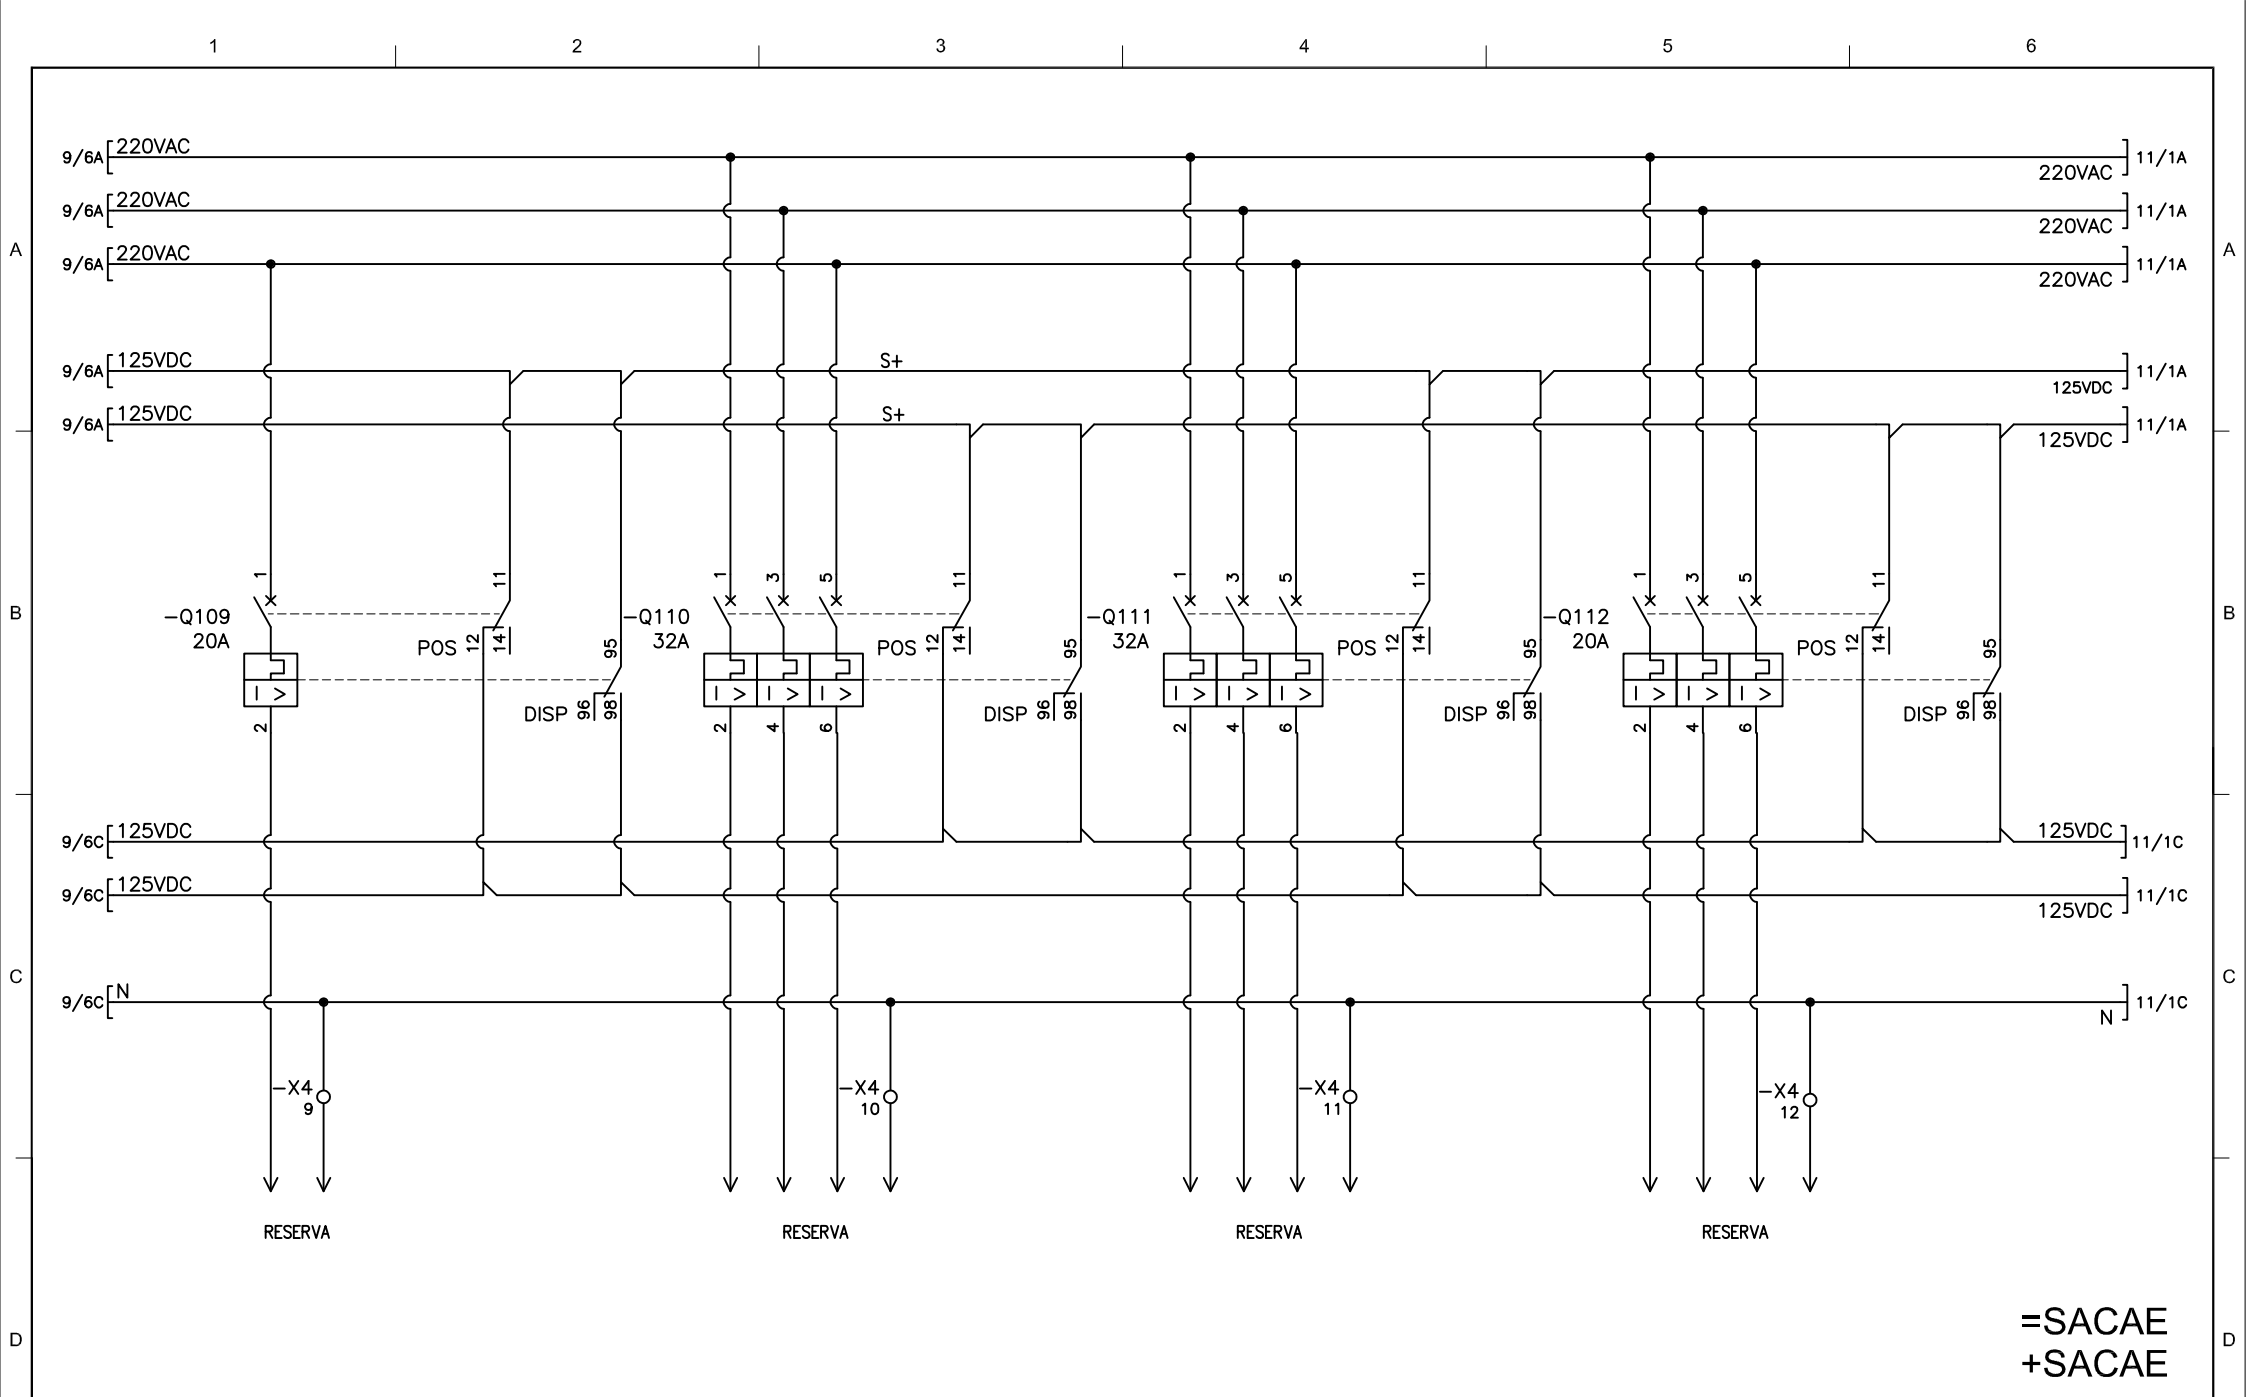 1 2 3 4 5 6
9/6A 220VAC 11/1A
220VAC
9/6A 220VAC 11/1A
220VAC
A A
9/6A 220VAC 11/1A
220VAC
9/6A 125VDC S+ 11/1A
125VDC
9/6A 125VDC S+ 11/1A
125VDC
1 11 1 3 5 11 1 3 5 11 1 3 5 11
B B
-Q109 -Q110 -Q111 -Q112
20A 32A 32A 20A
POS 12 14 95 POS 12 14 95 POS 12 14 95 POS 12 14 95
I > I > I > I > I > I > I > I > I > I >
DISP 96 98 DISP 96 98 DISP 96 98 DISP 96 98
2 2 4 6 2 4 6 2 4 6
9/6C 125VDC 125VDC 11/1C
9/6C 125VDC 11/1C
125VDC
C C
9/6C N 11/1C
N
-X4 -X4 -X4 -X4
9 10 11 12
RESERVA RESERVA RESERVA RESERVA
=SACAE
D D
+SACAE